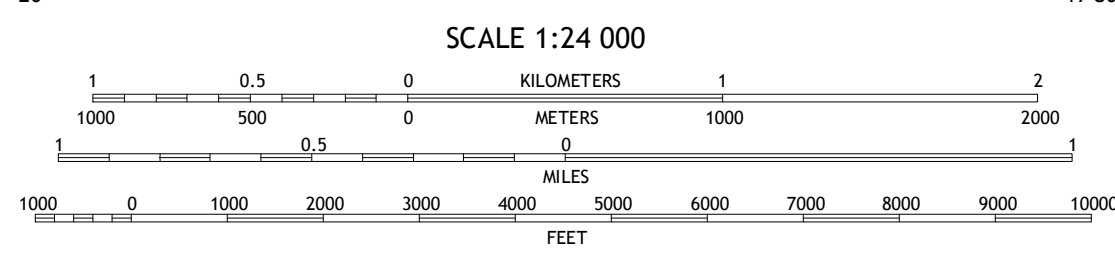 SCALE 1:24 000
1 0.5 0 KILOMETERS 1 2
1000 500 0 METERS 1000 2000
1 0.5 0 1
MILES
1000 0 1000 2000 3000 4000 5000 6000 7000 8000 9000 10000
FEET